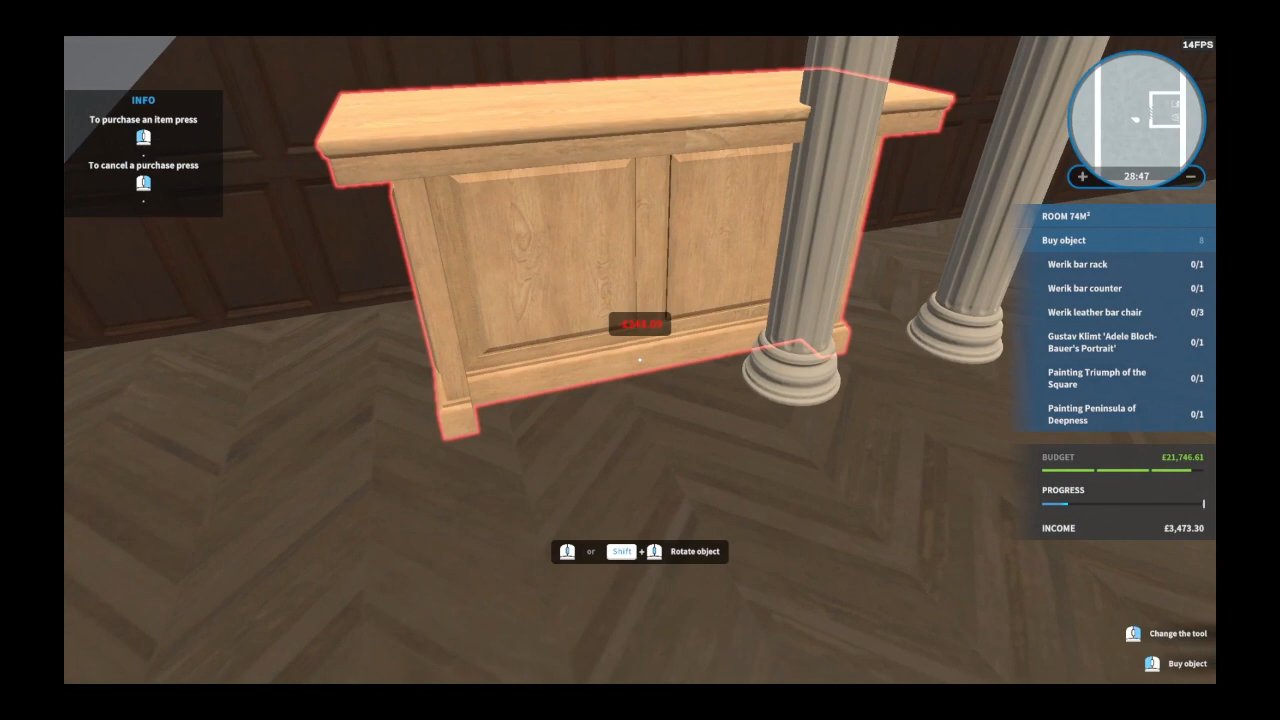 14FPS
INFO
To purchase an item press
.
To cancel a purchase press
.
+ 28:47 −
ROOM 74M²
Buy object 8
Werik bar rack 0/1
Werik bar counter 0/1
Werik leather bar chair 0/3
Gustav Klimt 'Adele Bloch-
Bauer's Portrait' 0/1
Painting Triumph of the
Square 0/1
Painting Peninsula of
Deepness 0/1
BUDGET £21,746.61
PROGRESS
INCOME £3,473.30
or Shift + Rotate object
Change the tool
Buy object